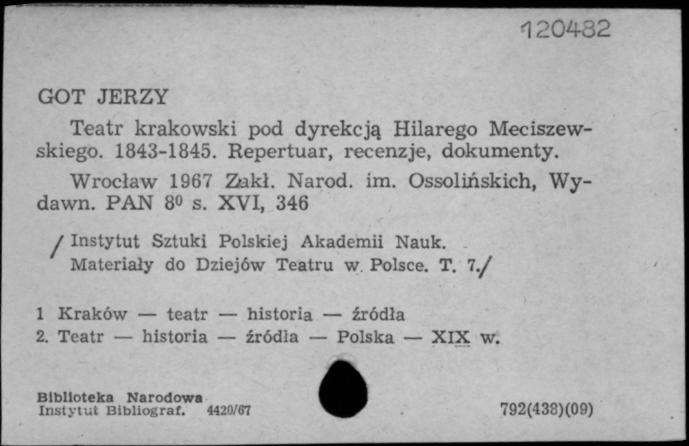 120482
GOT JERZY
Teatr krakowski pod dyrekcją Hilarego Meciszew-
skiego. 1843-1845. Repertuar, recenzje, dokumenty.
Wrocław 1967 Zakł. Narod. im. Ossolińskich, Wy-
dawn. PAN 8⁰ s. XVI, 346
/ Instytut Sztuki Polskiej Akademii Nauk.
Materiały do Dziejów Teatru w Polsce. T. 7./
1 Kraków — teatr — historia — źródła
2. Teatr — historia — źródła — Polska — XIX w.
Biblioteka Narodowa
Instytut Bibliograf. 4420/67
792(438)(09)